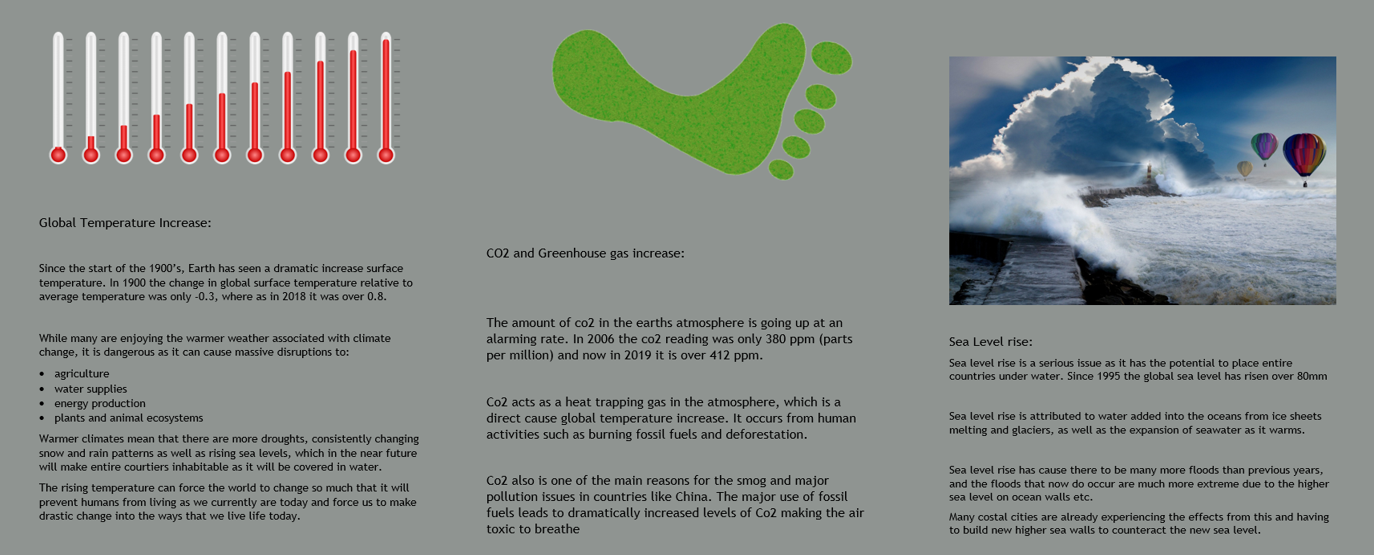 Global Temperature Increase:
Since the start of the 1900's, Earth has seen a dramatic increase surface
temperature. In 1900 the change in global surface temperature relative to
average temperature was only -0.3, where as in 2018 it was over 0.8.
While many are enjoying the warmer weather associated with climate
change, it is dangerous as it can cause massive disruptions to:
• agriculture
• water supplies
• energy production
• plants and animal ecosystems
Warmer climates mean that there are more droughts, consistently changing
snow and rain patterns as well as rising sea levels, which in the near future
will make entire courtiers inhabitable as it will be covered in water.
The rising temperature can force the world to change so much that it will
prevent humans from living as we currently are today and force us to make
drastic change into the ways that we live life today.
CO2 and Greenhouse gas increase:
The amount of co2 in the earths atmosphere is going up at an
alarming rate. In 2006 the co2 reading was only 380 ppm (parts
per million) and now in 2019 it is over 412 ppm.
Co2 acts as a heat trapping gas in the atmosphere, which is a
direct cause global temperature increase. It occurs from human
activities such as burning fossil fuels and deforestation.
Co2 also is one of the main reasons for the smog and major
pollution issues in countries like China. The major use of fossil
fuels leads to dramatically increased levels of Co2 making the air
toxic to breathe
Sea Level rise:
Sea level rise is a serious issue as it has the potential to place entire
countries under water. Since 1995 the global sea level has risen over 80mm
Sea level rise is attributed to water added into the oceans from ice sheets
melting and glaciers, as well as the expansion of seawater as it warms.
Sea level rise has cause there to be many more floods than previous years,
and the floods that now do occur are much more extreme due to the higher
sea level on ocean walls etc.
Many costal cities are already experiencing the effects from this and having
to build new higher sea walls to counteract the new sea level.